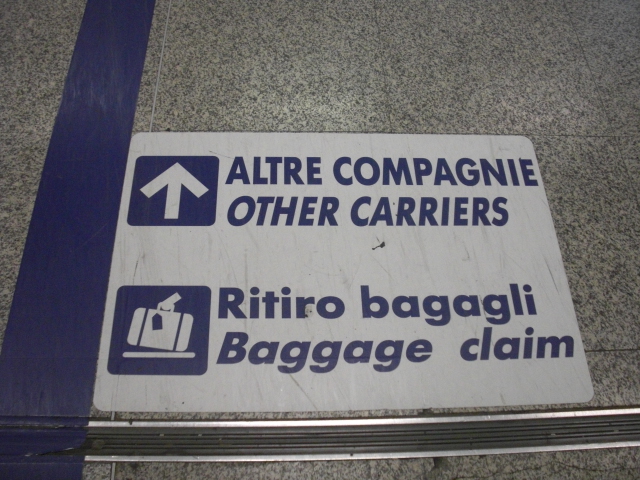 ALTRE COMPAGNIE
OTHER CARRIERS
Ritiro bagagli
Baggage claim